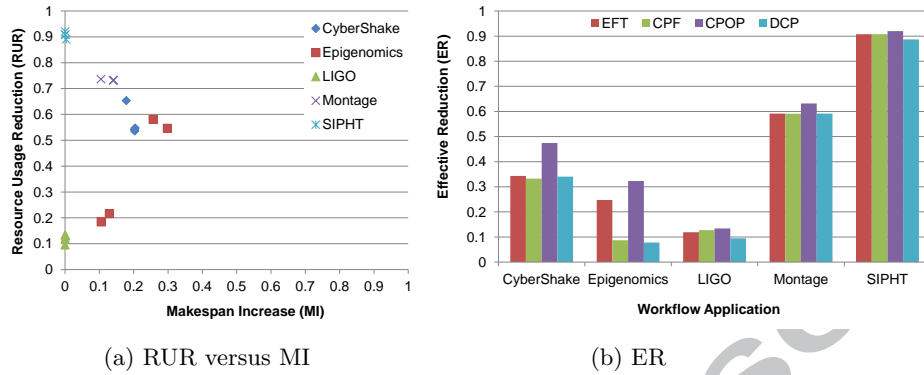 1
0.9
0.8
0.7
0.6
0.5
0.4
0.3
0.2
0.1
0
Resource Usage Reduction (RUR)
0 0.1 0.2 0.3 0.4 0.5 0.6 0.7 0.8 0.9 1
Makespan Increase (MI)
CyberShake
Epigenomics
LIGO
Montage
SIPHT
(a) RUR versus MI
EFT CPF CPOP DCP
1
0.9
0.8
0.7
0.6
0.5
0.4
0.3
0.2
0.1
0
Effective Reduction (ER)
CyberShake Epigenomics LIGO Montage SIPHT
Workflow Application
(b) ER